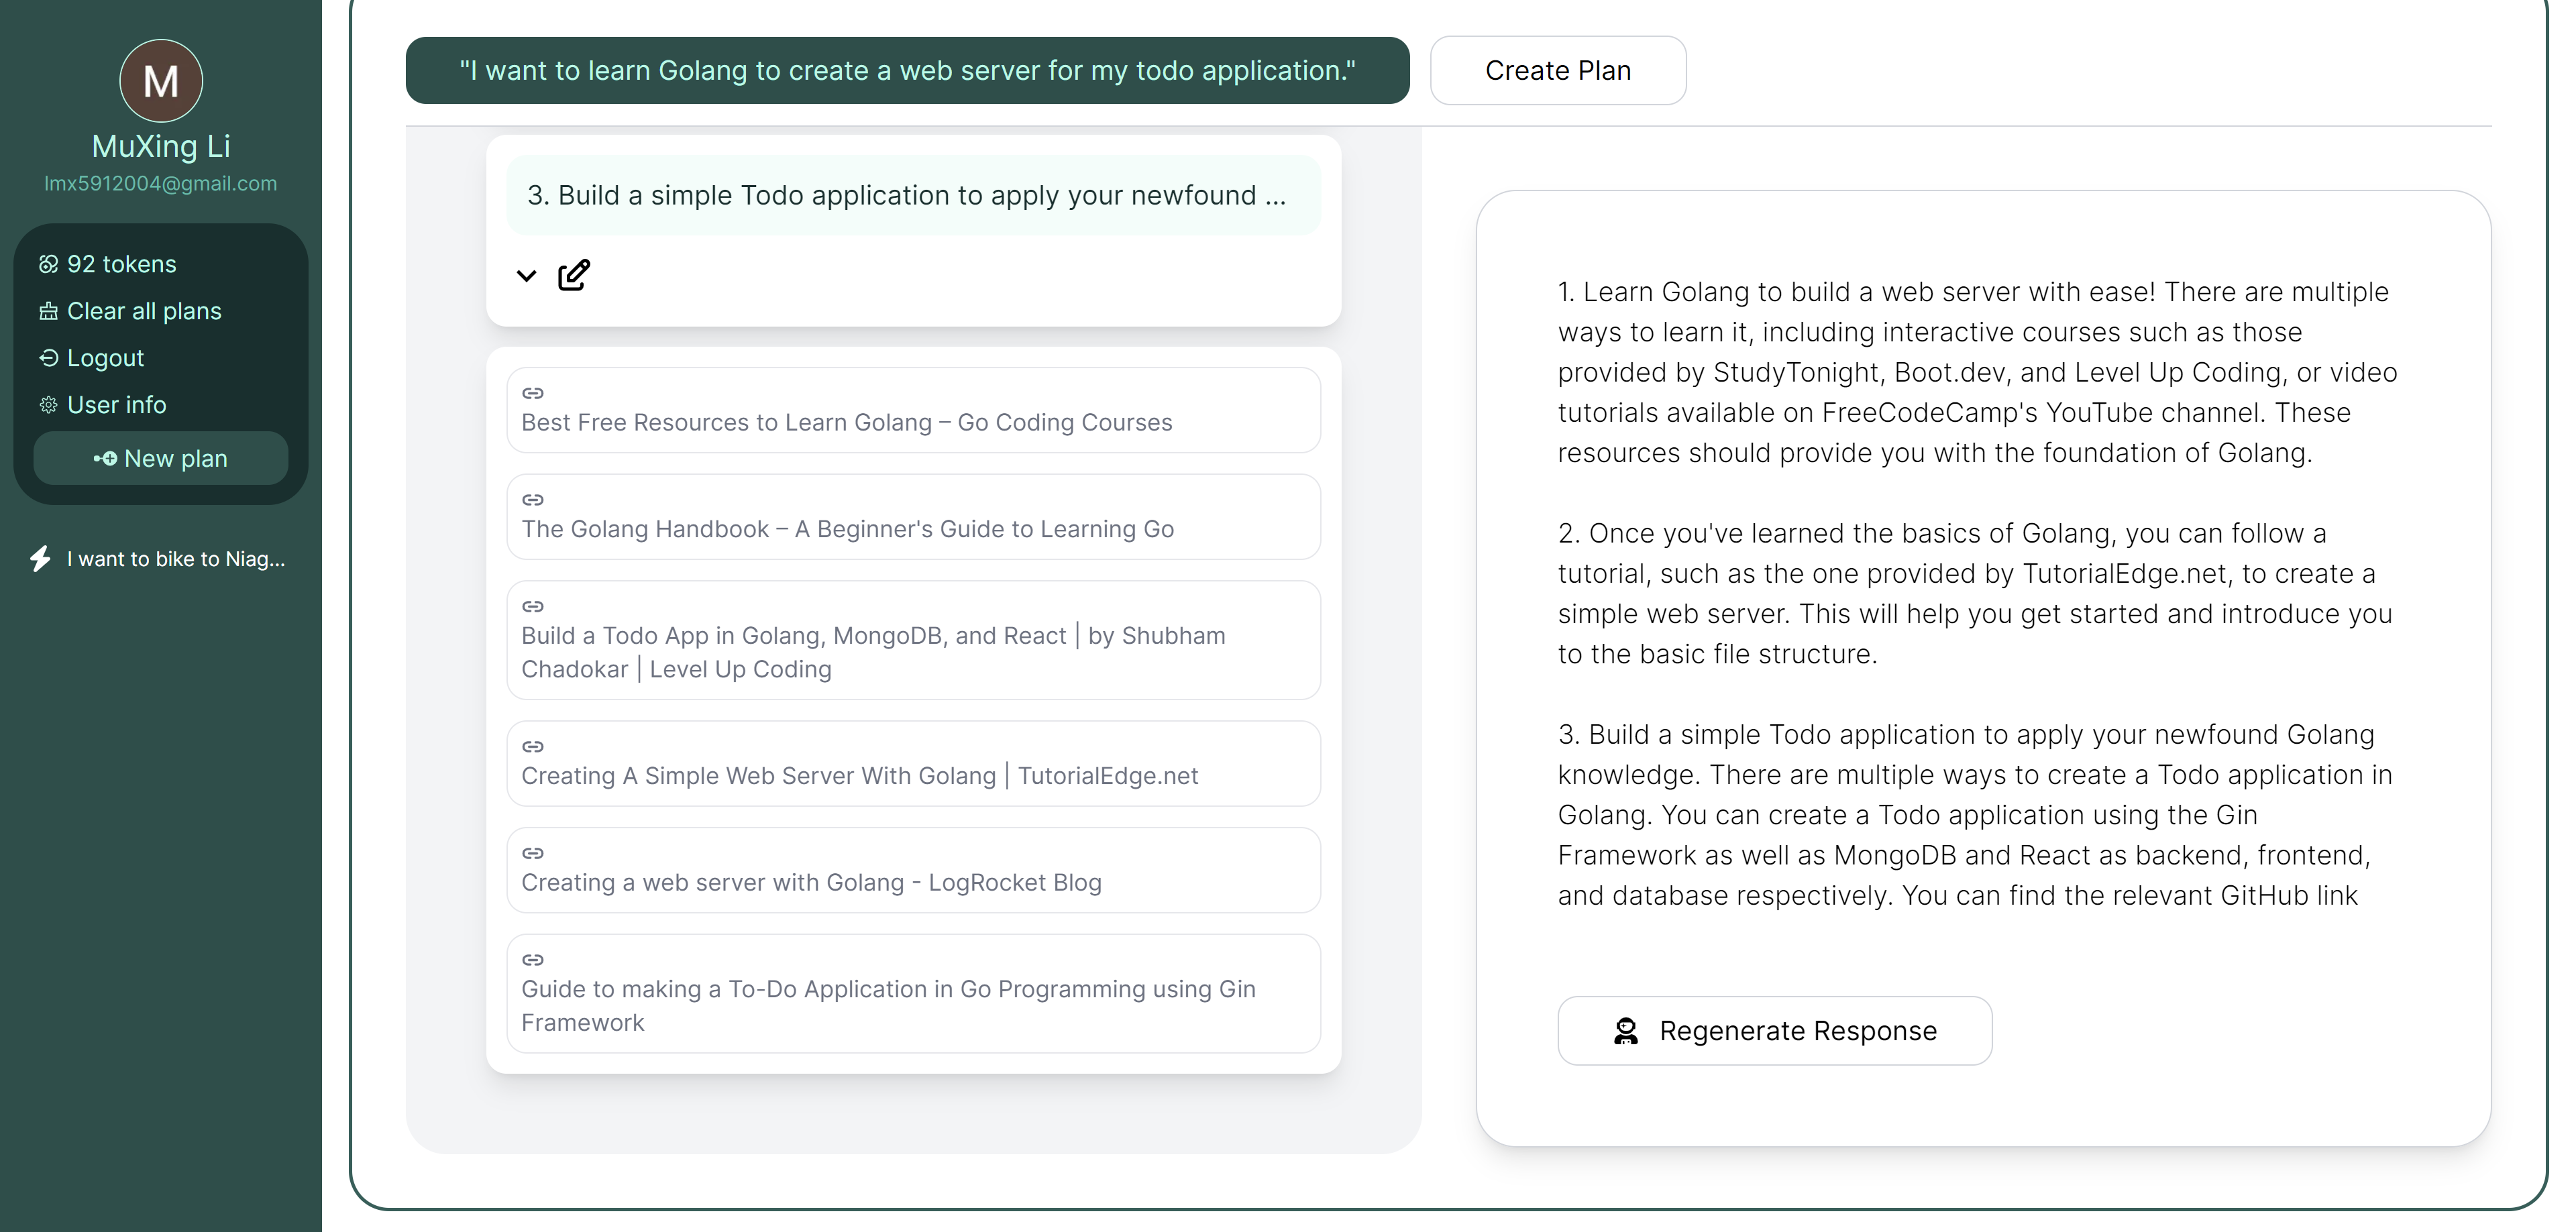 M
MuXing Li
lmx5912004@gmail.com
92 tokens
Clear all plans
Logout
User info
New plan
I want to bike to Niag...
"I want to learn Golang to create a web server for my todo application."
Create Plan
3. Build a simple Todo application to apply your newfound ...
Best Free Resources to Learn Golang – Go Coding Courses
The Golang Handbook – A Beginner's Guide to Learning Go
Build a Todo App in Golang, MongoDB, and React | by Shubham
Chadokar | Level Up Coding
Creating A Simple Web Server With Golang | TutorialEdge.net
Creating a web server with Golang - LogRocket Blog
Guide to making a To-Do Application in Go Programming using Gin
Framework
1. Learn Golang to build a web server with ease! There are multiple
ways to learn it, including interactive courses such as those
provided by StudyTonight, Boot.dev, and Level Up Coding, or video
tutorials available on FreeCodeCamp's YouTube channel. These
resources should provide you with the foundation of Golang.
2. Once you've learned the basics of Golang, you can follow a
tutorial, such as the one provided by TutorialEdge.net, to create a
simple web server. This will help you get started and introduce you
to the basic file structure.
3. Build a simple Todo application to apply your newfound Golang
knowledge. There are multiple ways to create a Todo application in
Golang. You can create a Todo application using the Gin
Framework as well as MongoDB and React as backend, frontend,
and database respectively. You can find the relevant GitHub link
Regenerate Response